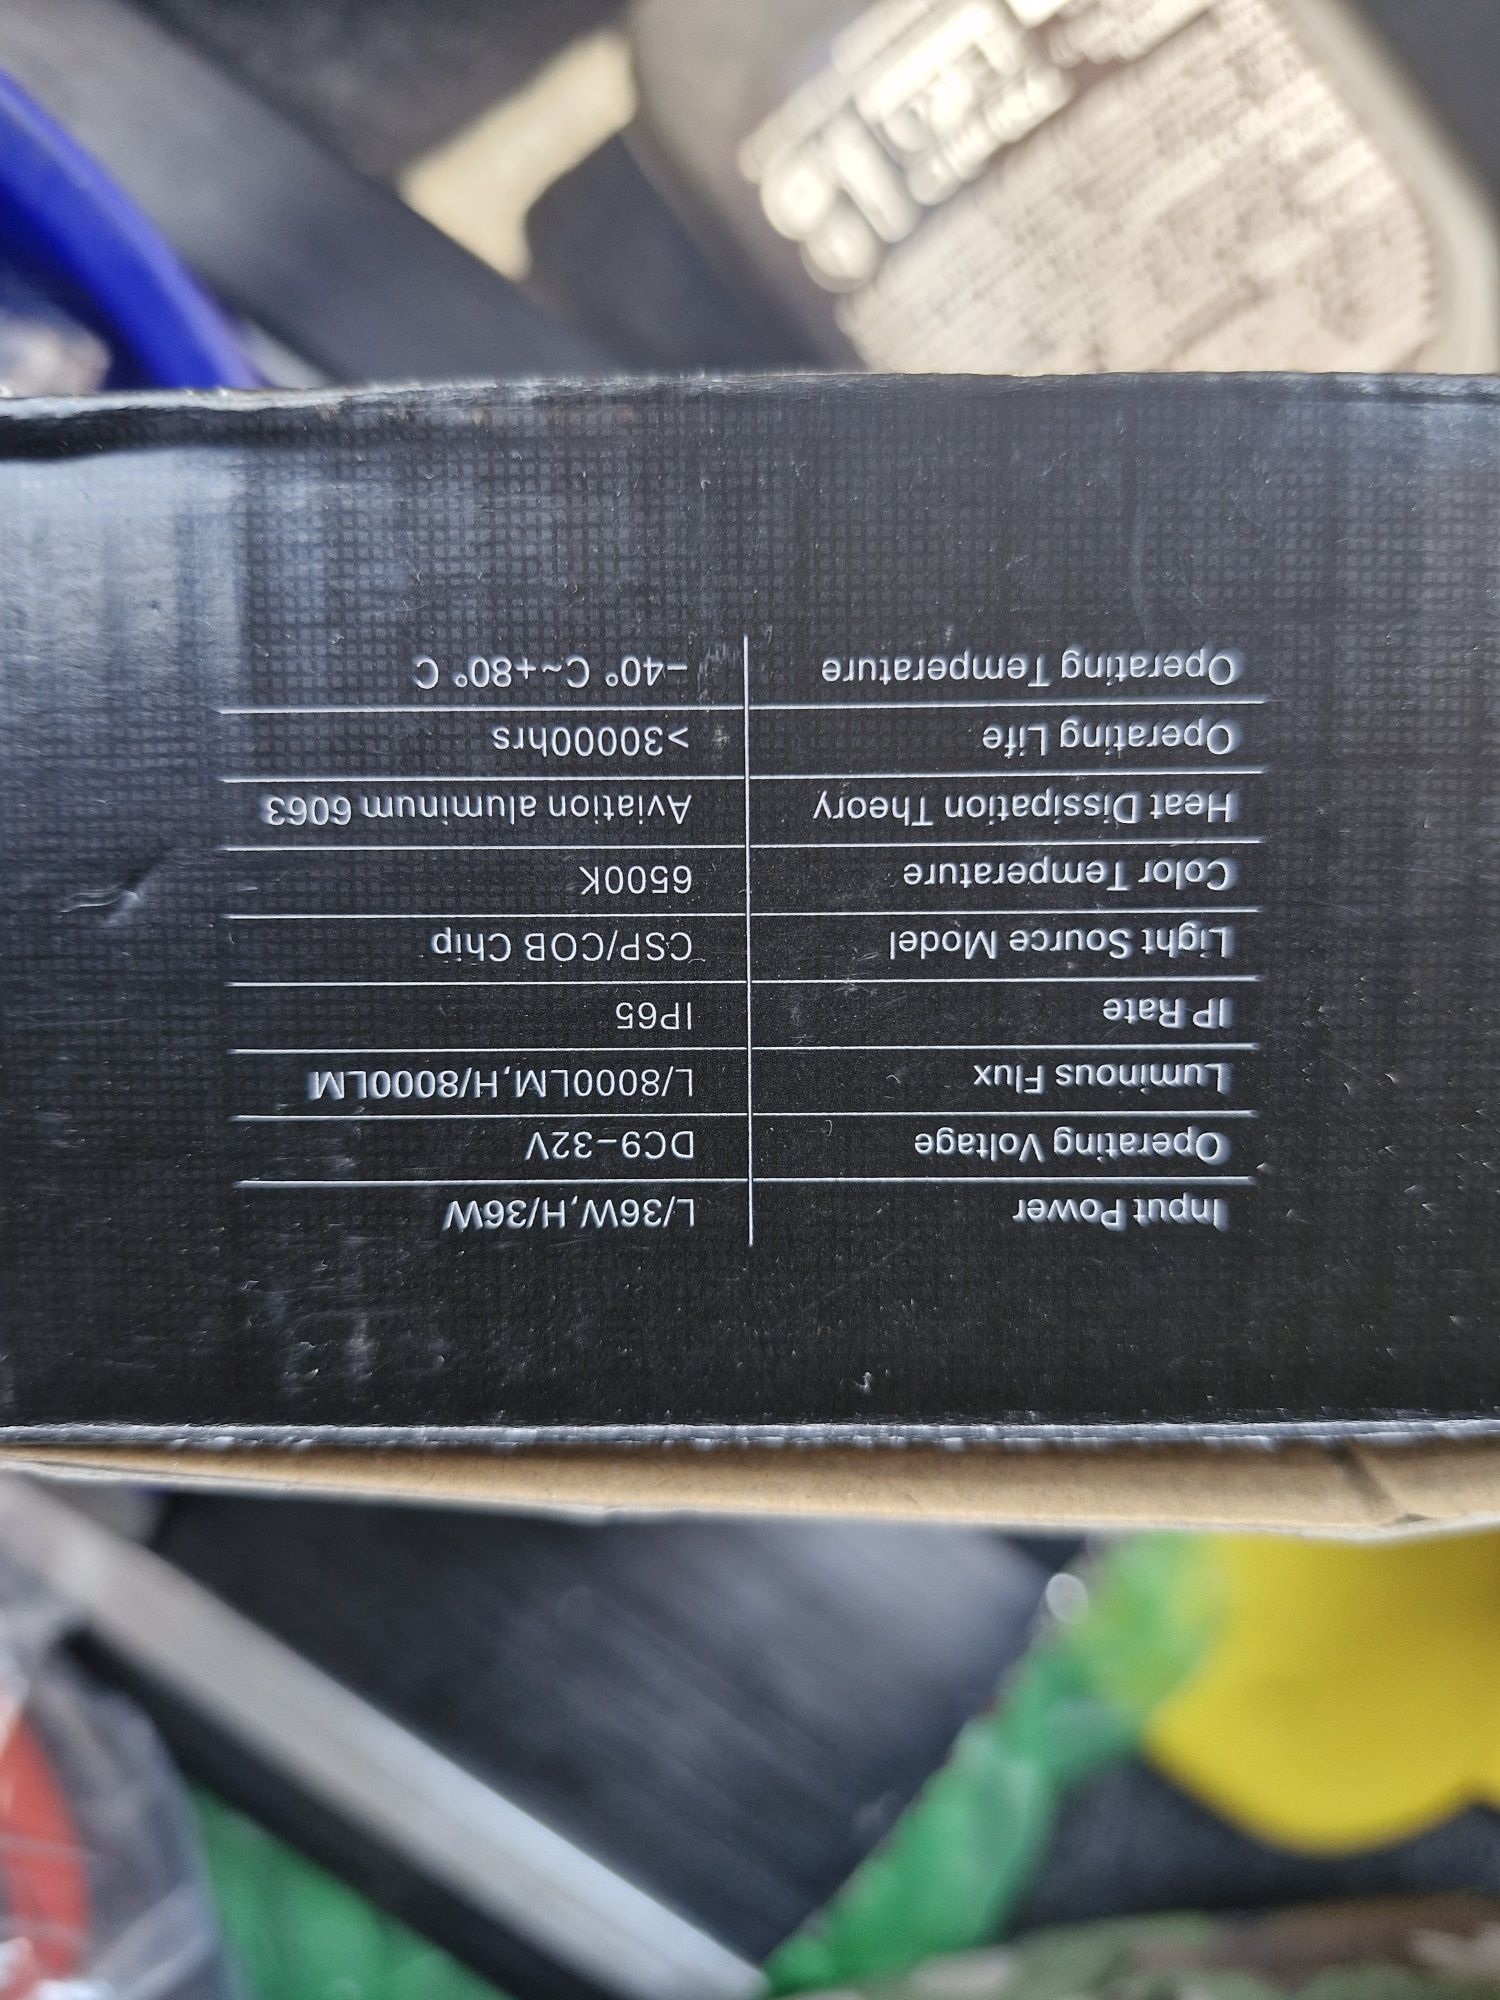 Input Power L/36W,H/36W
Operating Voltage DC9-32V
Luminous Flux L/8000LM,H/8000LM
IP Rate IP65
Light Source Model CSP/COB Chip
Color Temperature 6500K
Heat Dissipation Theory Aviation aluminum 6063
Operating Life >30000hrs
Operating Temperature -40° C~+80° C